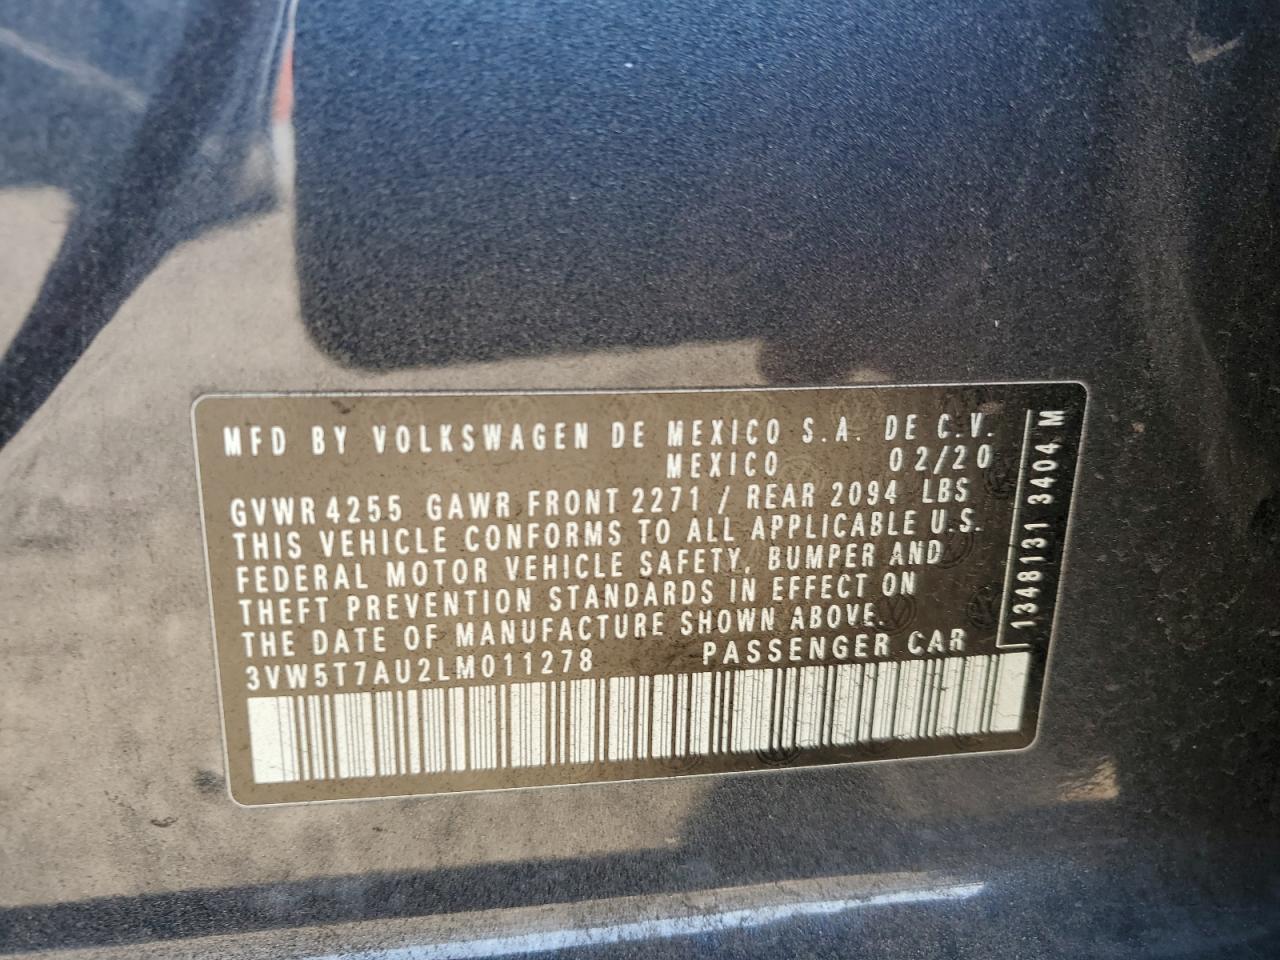 MFD BY VOLKSWAGEN DE MEXICO S.A. DE C.V.
MEXICO 02/20
GVWR 4255 GAWR FRONT 2271 / REAR 2094 LBS
THIS VEHICLE CONFORMS TO ALL APPLICABLE U.S.
FEDERAL MOTOR VEHICLE SAFETY, BUMPER AND
THEFT PREVENTION STANDARDS IN EFFECT ON
THE DATE OF MANUFACTURE SHOWN ABOVE.
3VW5T7AU2LM011278 PASSENGER CAR
1348131 3404 M